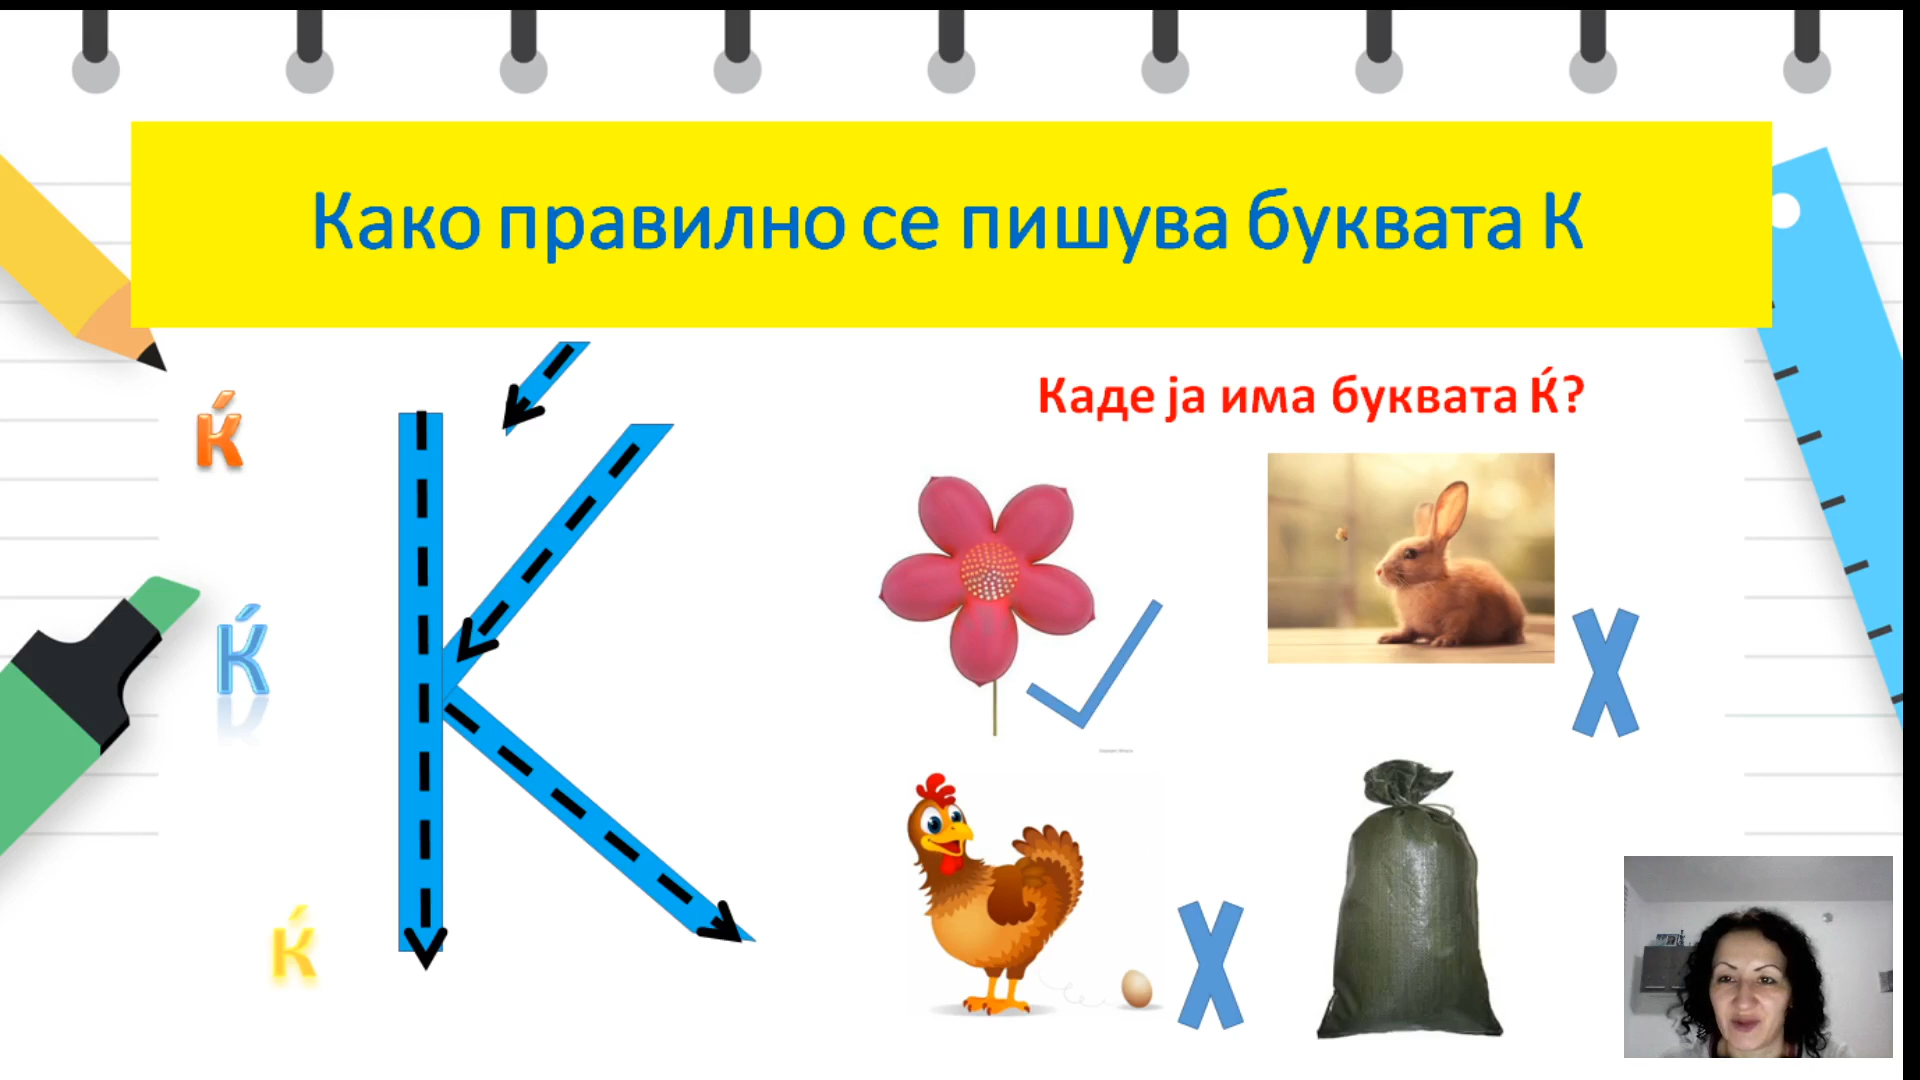 Како правилно се пишува буквата К
Каде ја има буквата Ќ?
Ќ
Ќ
Ќ
К